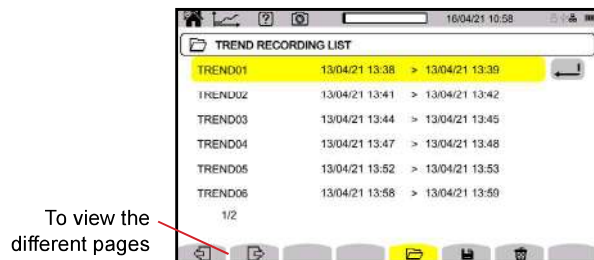 16/04/21 10:58
TREND RECORDING LIST
TREND01 13/04/21 13:38 > 13/04/21 13:39
TREND02 13/04/21 13:41 > 13/04/21 13:42
TREND03 13/04/21 13:44 > 13/04/21 13:45
TREND04 13/04/21 13:47 > 13/04/21 13:48
TREND05 13/04/21 13:52 > 13/04/21 13:53
TREND06 13/04/21 13:58 > 13/04/21 13:59
1/2
To view the
different pages